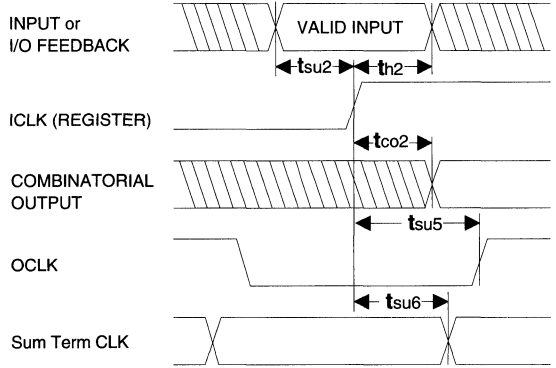 INPUT or
I/O FEEDBACK
VALID INPUT
tsu2
th2
ICLK (REGISTER)
tco2
COMBINATORIAL
OUTPUT
tsu5
OCLK
tsu6
Sum Term CLK